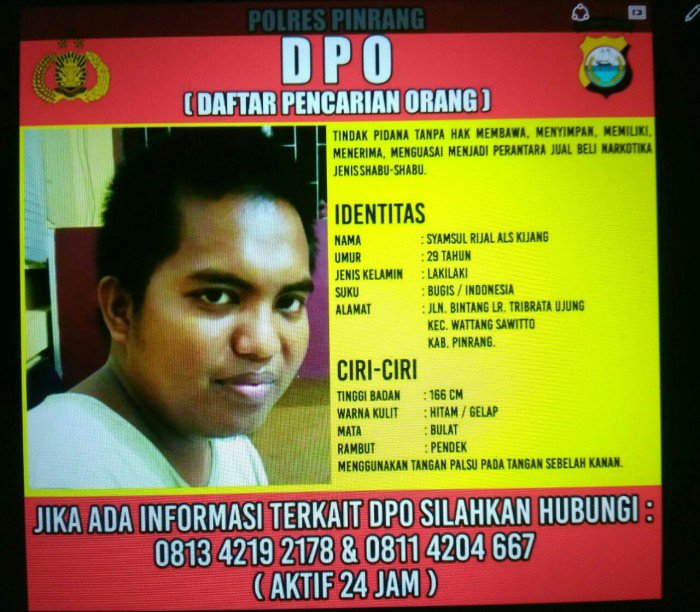 POLRES PINRANG
DPO
( DAFTAR PENCARIAN ORANG )
TINDAK PIDANA TANPA HAK MEMBAWA, MENYIMPAN, MEMILIKI,
MENERIMA, MENGUASAI MENJADI PERANTARA JUAL BELI NARKOTIKA
JENISSHABU-SHABU.
IDENTITAS
NAMA : SYAMSUL RIJAL ALS KIJANG
UMUR : 29 TAHUN
JENIS KELAMIN : LAKILAKI
SUKU : BUGIS / INDONESIA
ALAMAT : JLN. BINTANG LR. TRIBRATA UJUNG
KEC. WATTANG SAWITTO
KAB. PINRANG.
CIRI-CIRI
TINGGI BADAN : 166 CM
WARNA KULIT : HITAM / GELAP
MATA : BULAT
RAMBUT : PENDEK
MENGGUNAKAN TANGAN PALSU PADA TANGAN SEBELAH KANAN.
JIKA ADA INFORMASI TERKAIT DPO SILAHKAN HUBUNGI :
0813 4219 2178 & 0811 4204 667
( AKTIF 24 JAM )